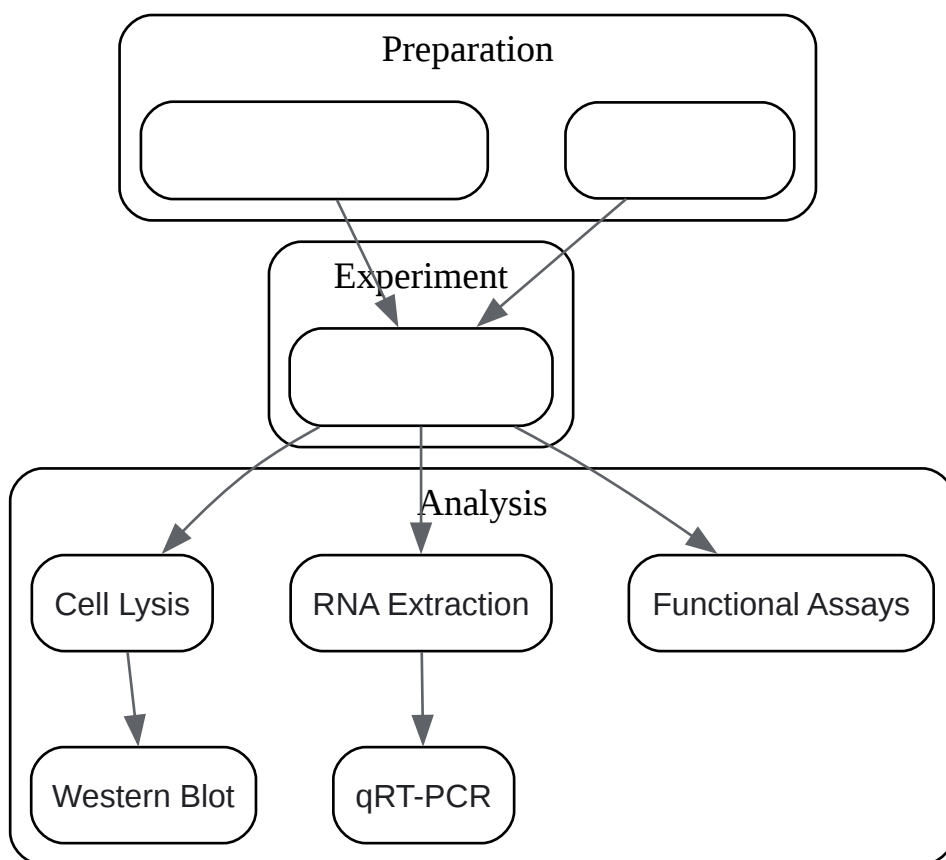 Preparation
Experiment
Analysis
Cell Lysis
RNA Extraction
Functional Assays
Western Blot
qRT-PCR